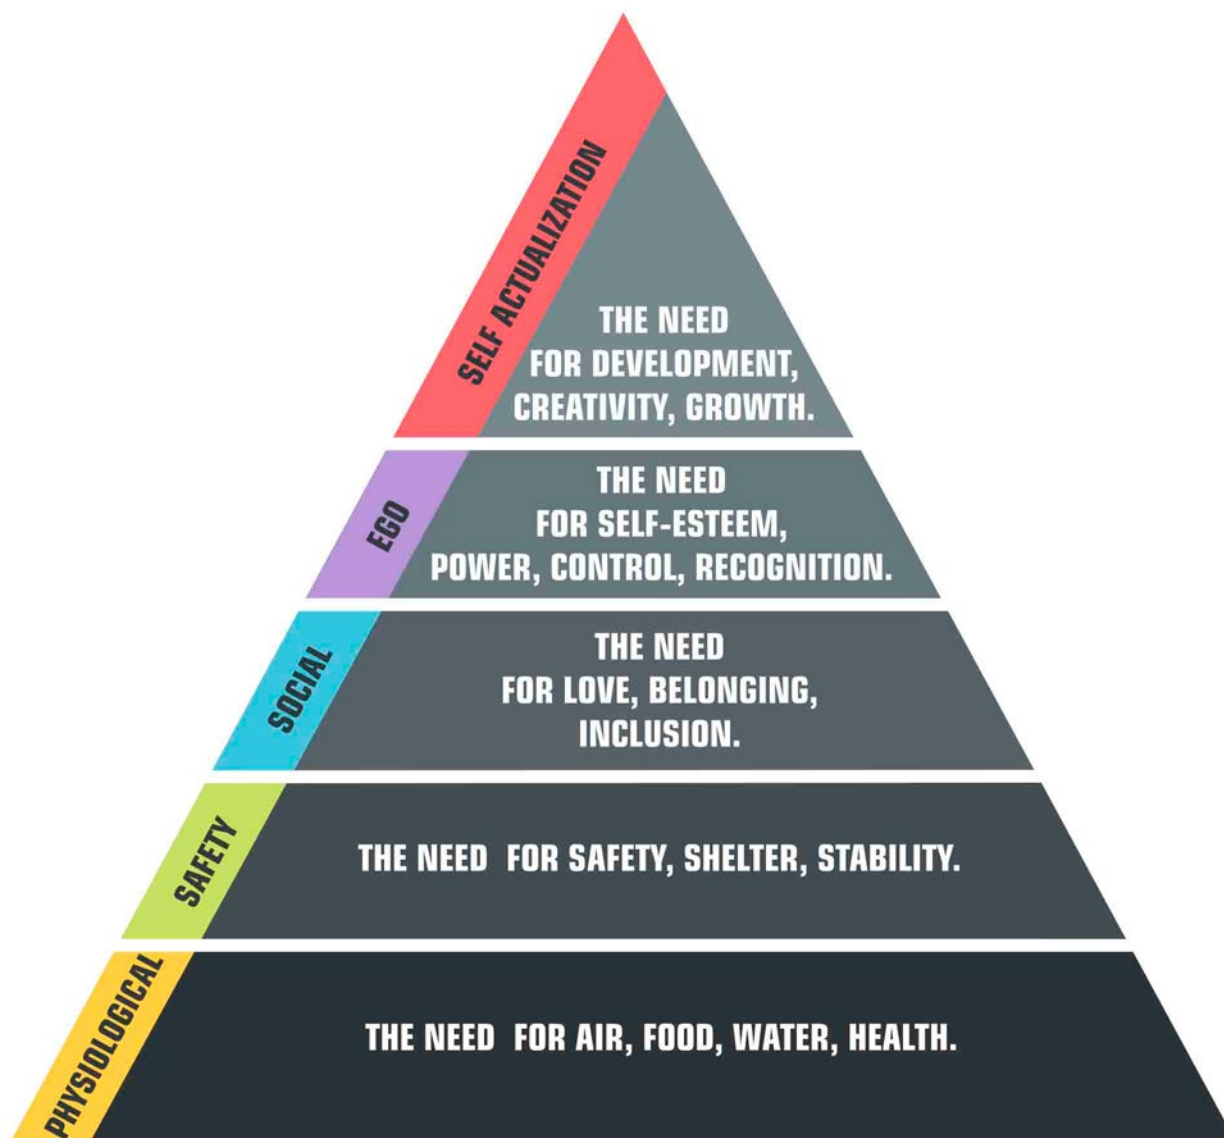 SELF ACTUALIZATION
THE NEED
FOR DEVELOPMENT,
CREATIVITY, GROWTH.
EGO
THE NEED
FOR SELF-ESTEEM,
POWER, CONTROL, RECOGNITION.
SOCIAL
THE NEED
FOR LOVE, BELONGING,
INCLUSION.
SAFETY
THE NEED FOR SAFETY, SHELTER, STABILITY.
PHYSIOLOGICAL
THE NEED FOR AIR, FOOD, WATER, HEALTH.